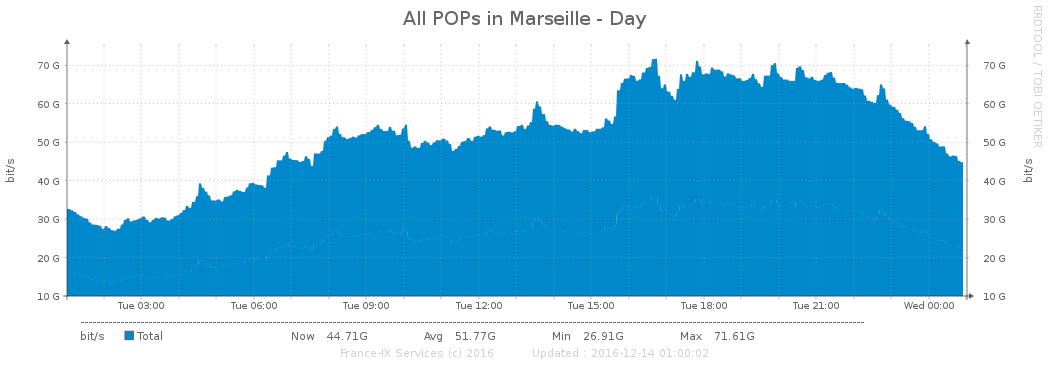 All POPs in Marseille - Day
RRDTOOL / TOBI OETIKER
bit/s
70 G
60 G
50 G
40 G
30 G
20 G
10 G
70 G
60 G
50 G
40 G
30 G
20 G
10 G
bit/s
Tue 03:00 Tue 06:00 Tue 09:00 Tue 12:00 Tue 15:00 Tue 18:00 Tue 21:00 Wed 00:00
bit/s Total Now 44.71G Avg 51.77G Min 26.91G Max 71.61G
France-IX Services (c) 2016 Updated : 2016-12-14 01:00:02